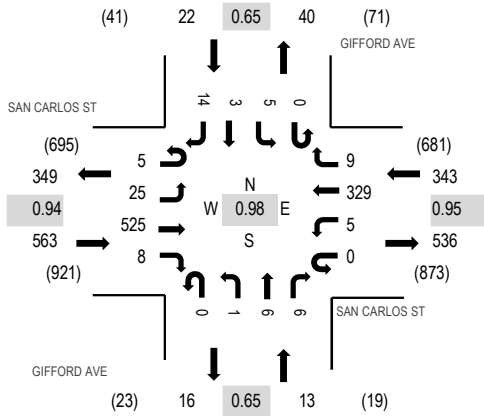 (41) 22 0.65 40 (71)
GIFFORD AVE
SAN CARLOS ST
14 3 5 0
(695) (681)
349 5 9 343
25 N 329
0.94 W 0.98 E 0.95
525 S 5
563 8 0 536
(921) (873)
0 1 6 6
SAN CARLOS ST
GIFFORD AVE
(23) 16 0.65 13 (19)